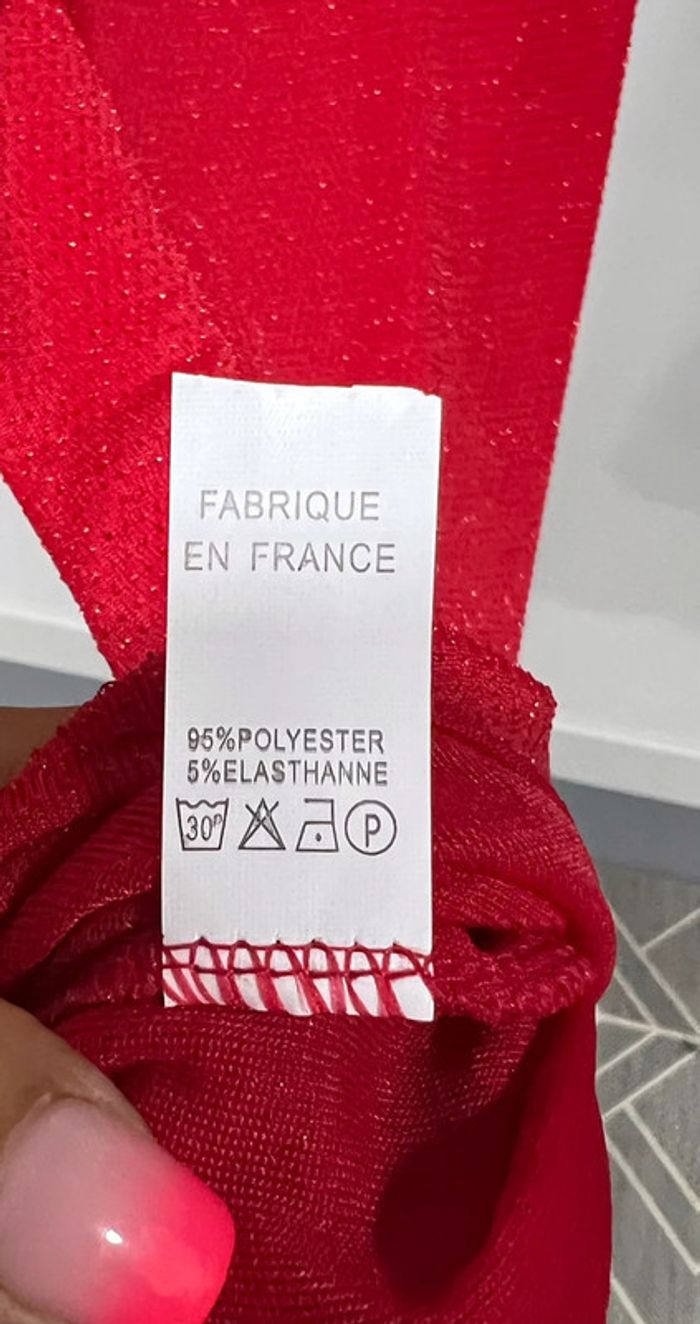 FABRIQUE
EN FRANCE
95%POLYESTER
5%ELASTHANNE
30° P